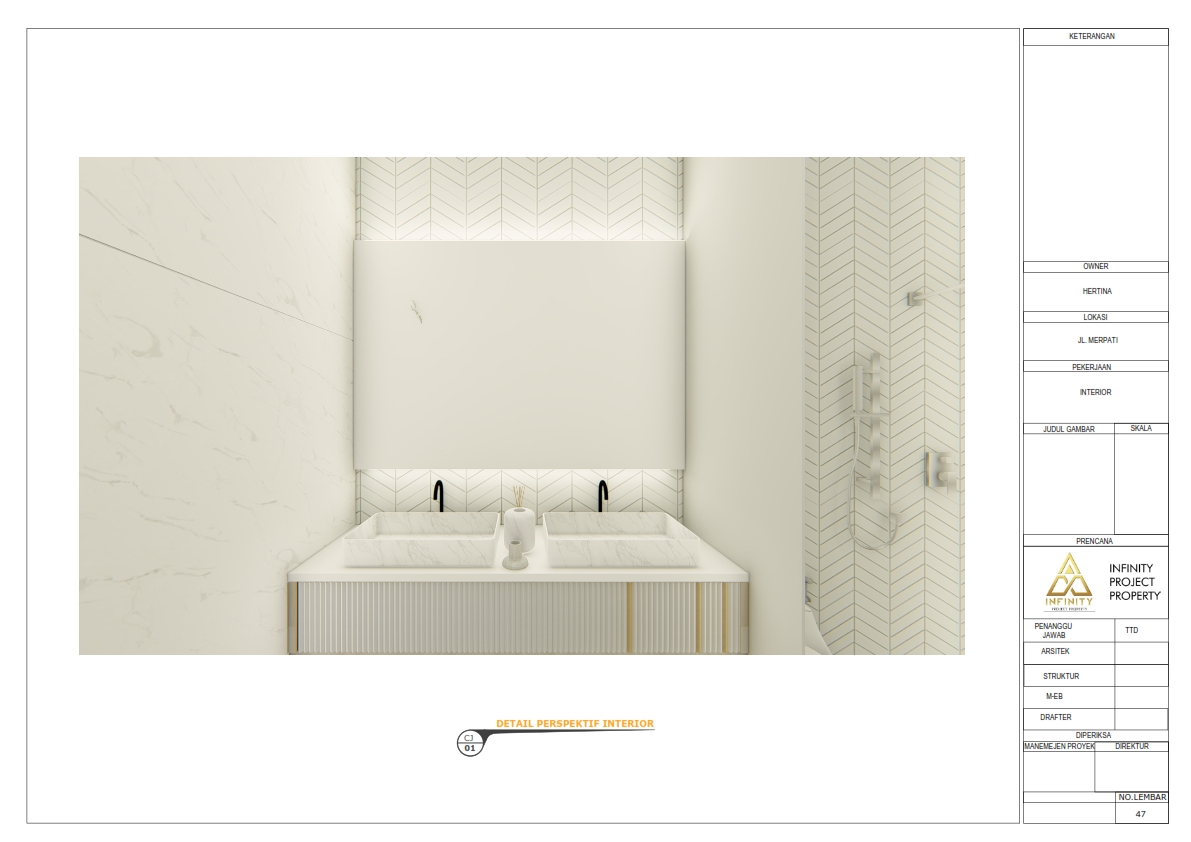 KETERANGAN
OWNER
HERTINA
LOKASI
JL. MERPATI
PEKERJAAN
INTERIOR
JUDUL GAMBAR SKALA
PRENCANA
INFINITY
PROJECT PROPERTY
INFINITY
PROJECT
PROPERTY
PENANGGU
JAWAB
TTD
ARSITEK
STRUKTUR
M-EB
DRAFTER
DIPERIKSA
MANEMEJEN PROYEK DIREKTUR
NO.LEMBAR
47
DETAIL PERSPEKTIF INTERIOR
CJ
01